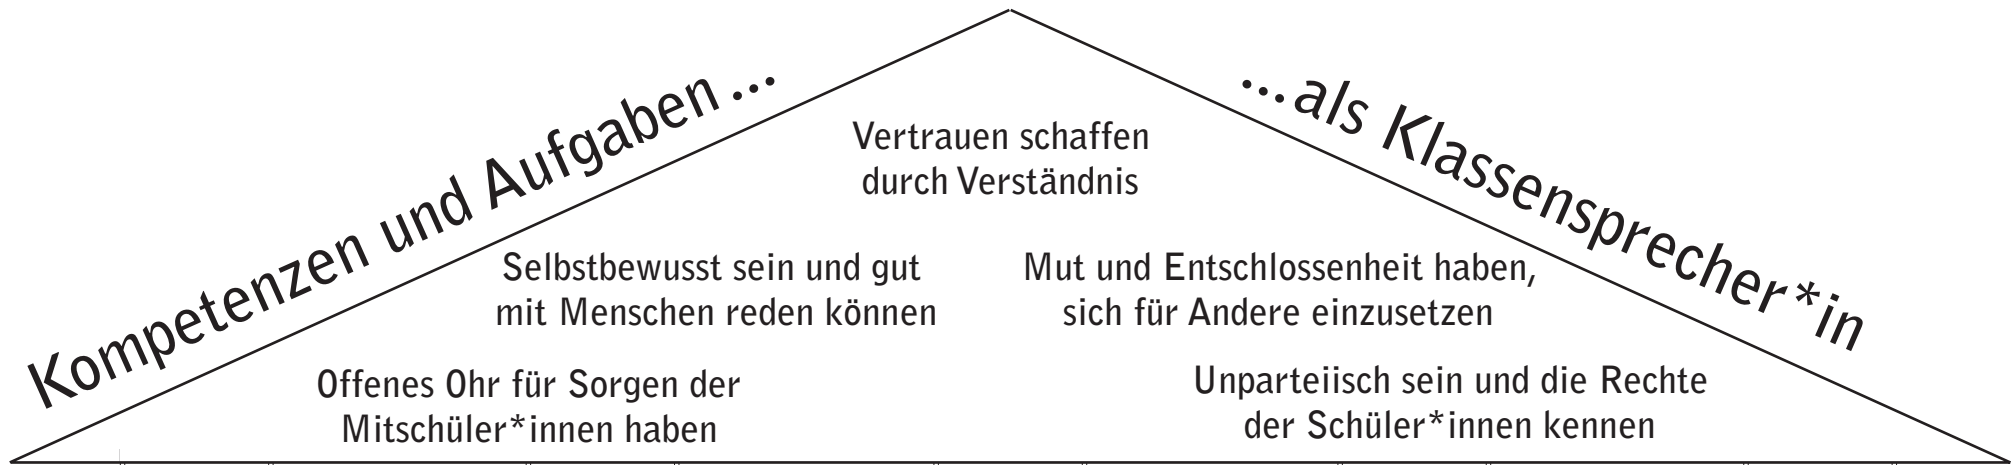 Kompetenzen und Aufgaben...
...als Klassensprecher*in
Vertrauen schaffen
durch Verständnis
Selbstbewusst sein und gut
mit Menschen reden können
Mut und Entschlossenheit haben,
sich für Andere einzusetzen
Offenes Ohr für Sorgen der
Mitschüler*innen haben
Unparteiisch sein und die Rechte
der Schüler*innen kennen